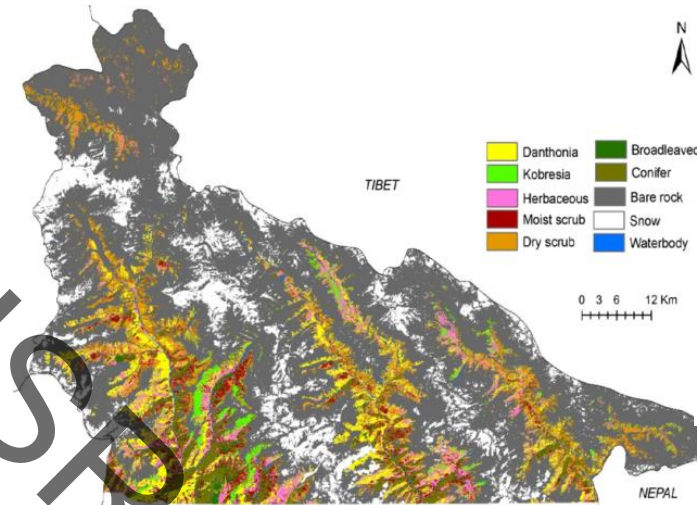 N
TIBET
Danthonia
Kobresia
Herbaceous
Moist scrub
Dry scrub
Broadleaved
Conifer
Bare rock
Snow
Waterbody
0 3 6 12 Km
NEPAL